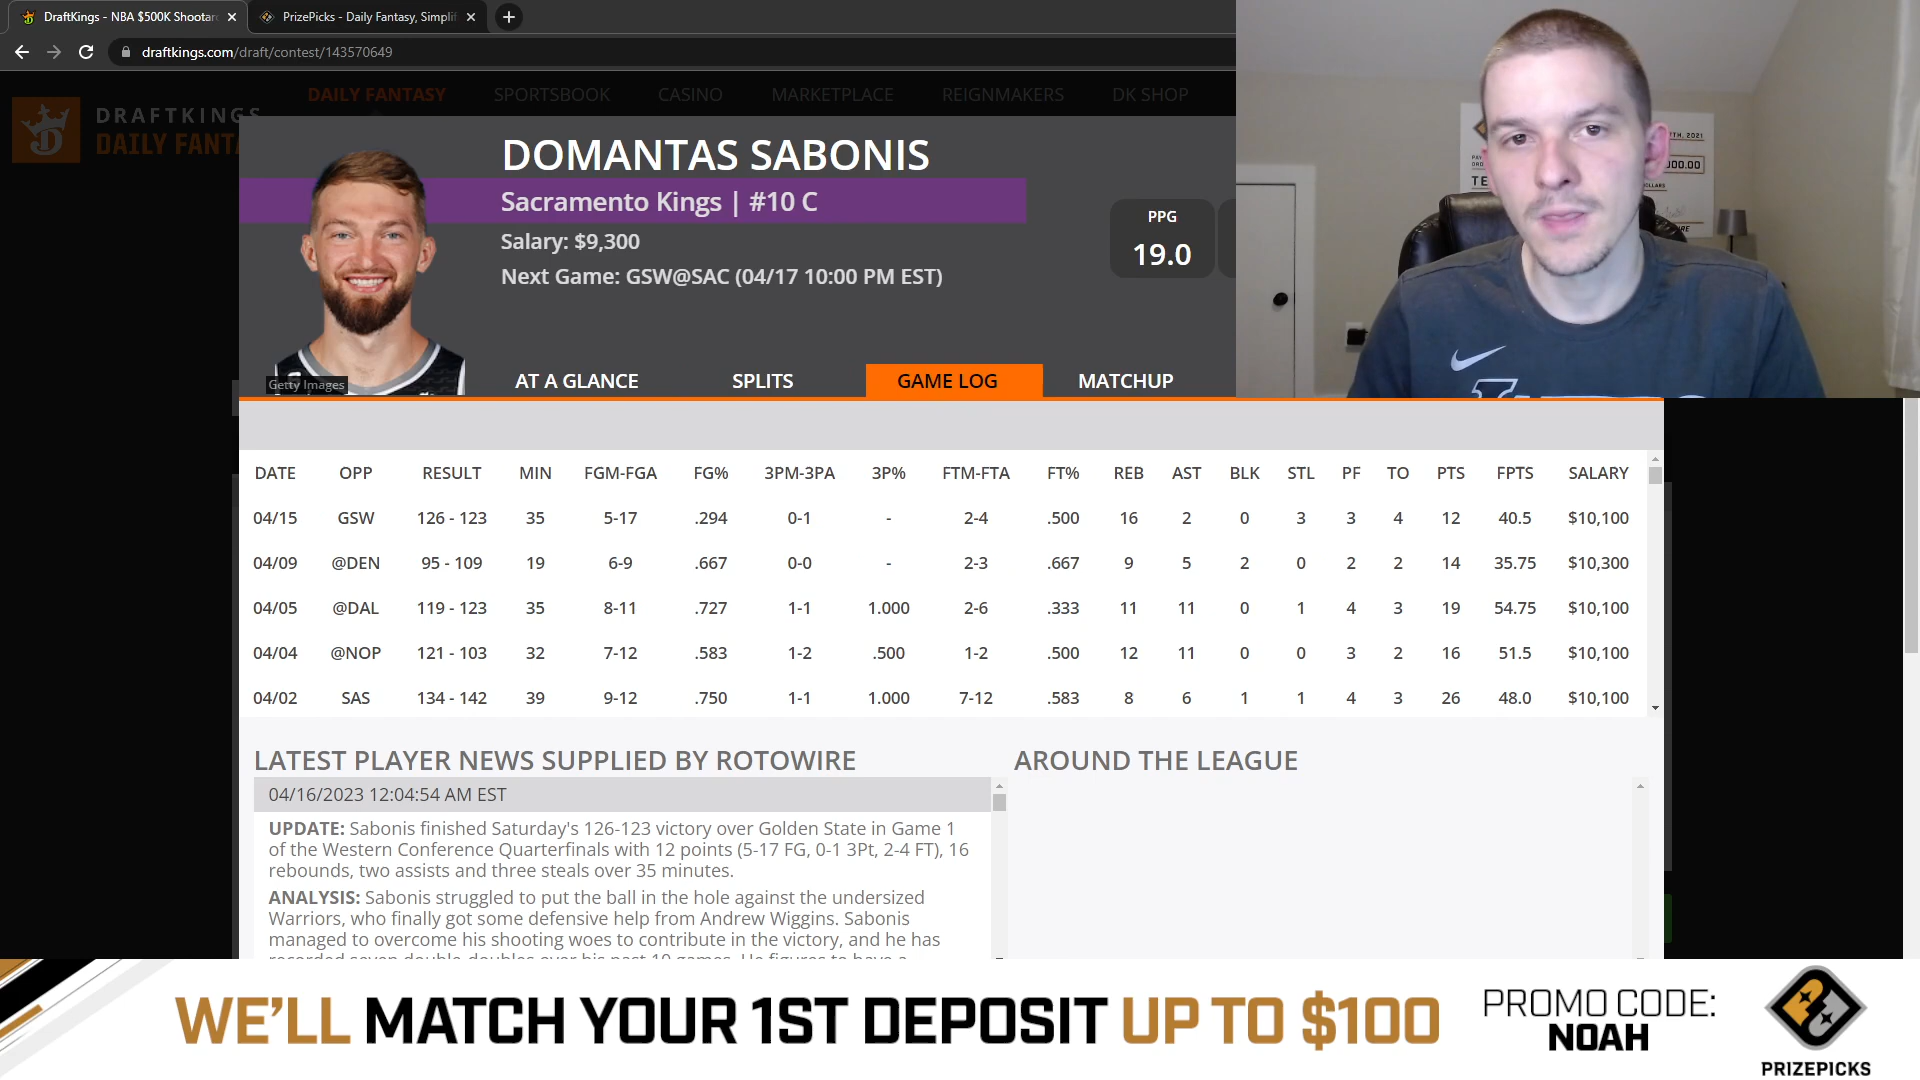 DraftKings - NBA $500K Shootar
PrizePicks - Daily Fantasy, Simplif
draftkings.com/draft/contest/143570649
DAILY FANTASY SPORTSBOOK CASINO MARKETPLACE REIGNMAKERS DK SHOP
DRAFTKINGS
DAILY FANTA
DOMANTAS SABONIS
Sacramento Kings | #10 C
Salary: $9,300
Next Game: GSW@SAC (04/17 10:00 PM EST)
PPG
19.0
Getty Images
AT A GLANCE SPLITS GAME LOG MATCHUP
DATE OPP RESULT MIN FGM-FGA FG% 3PM-3PA 3P% FTM-FTA FT% REB AST BLK STL PF TO PTS FPTS SALARY
04/15 GSW 126 - 123 35 5-17 .294 0-1 - 2-4 .500 16 2 0 3 3 4 12 40.5 $10,100
04/09 @DEN 95 - 109 19 6-9 .667 0-0 - 2-3 .667 9 5 2 0 2 2 14 35.75 $10,300
04/05 @DAL 119 - 123 35 8-11 .727 1-1 1.000 2-6 .333 11 11 0 1 4 3 19 54.75 $10,100
04/04 @NOP 121 - 103 32 7-12 .583 1-2 .500 1-2 .500 12 11 0 0 3 2 16 51.5 $10,100
04/02 SAS 134 - 142 39 9-12 .750 1-1 1.000 7-12 .583 8 6 1 1 4 3 26 48.0 $10,100
LATEST PLAYER NEWS SUPPLIED BY ROTOWIRE
AROUND THE LEAGUE
04/16/2023 12:04:54 AM EST
UPDATE: Sabonis finished Saturday's 126-123 victory over Golden State in Game 1
of the Western Conference Quarterfinals with 12 points (5-17 FG, 0-1 3Pt, 2-4 FT), 16
rebounds, two assists and three steals over 35 minutes.
ANALYSIS: Sabonis struggled to put the ball in the hole against the undersized
Warriors, who finally got some defensive help from Andrew Wiggins. Sabonis
managed to overcome his shooting woes to contribute in the victory, and he has
recorded seven double-doubles over his past 10 games. He figures to have a
WE'LL MATCH YOUR 1ST DEPOSIT UP TO $100
PROMO CODE:
NOAH
PRIZEPICKS